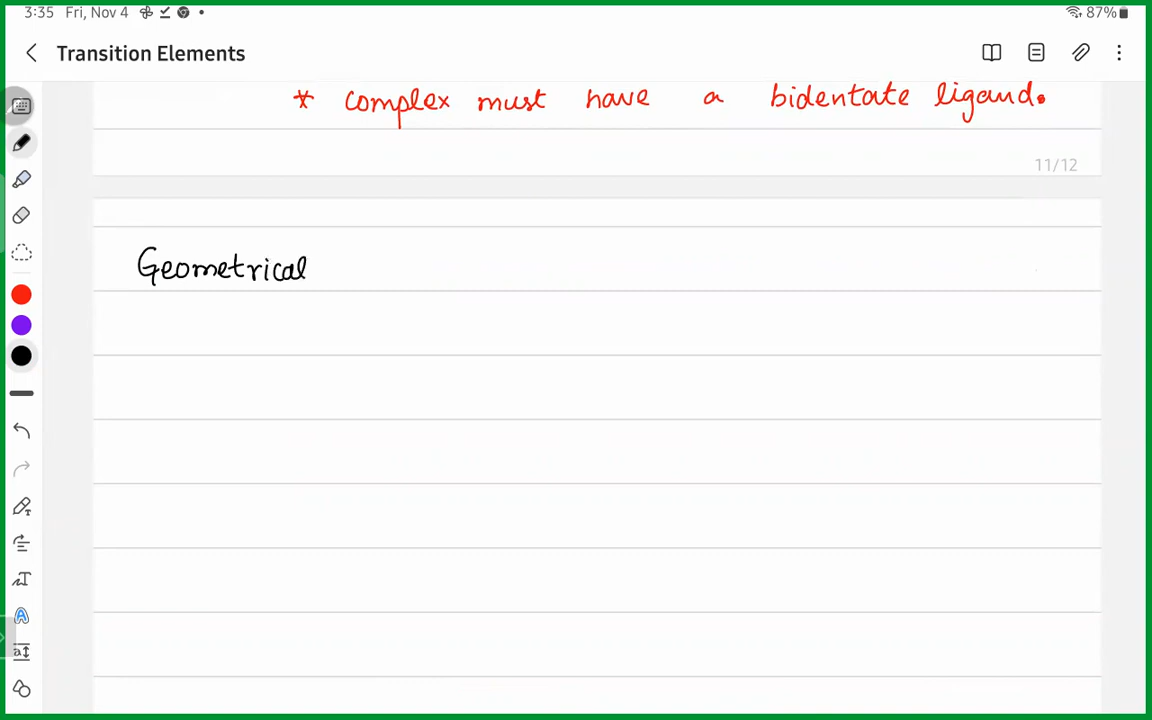 3:35 Fri, Nov 4 87%
Transition Elements
* complex must have a bidentate ligand.
11/12
Geometrical